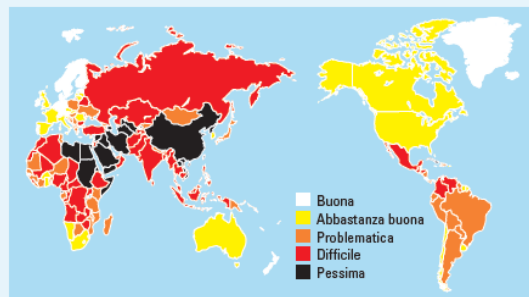 Buona
Abbastanza buona
Problematica
Difficile
Pessima